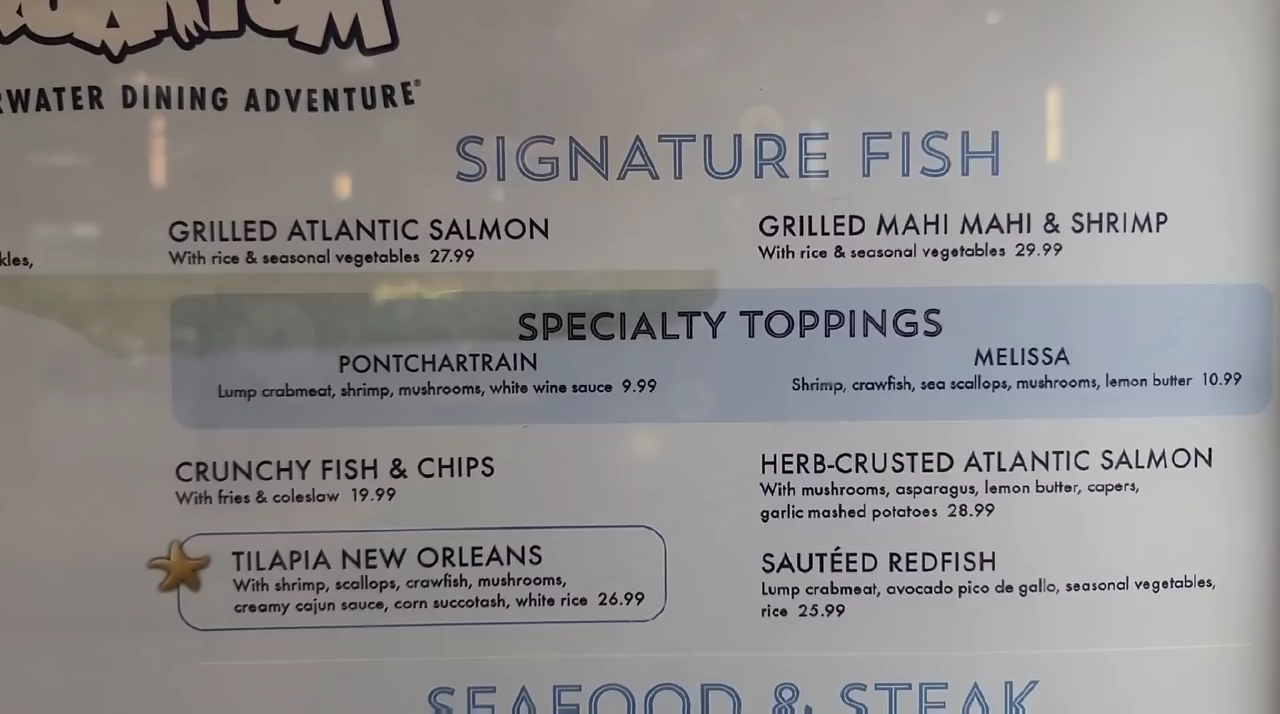 WATER DINING ADVENTURE®
SIGNATURE FISH
GRILLED ATLANTIC SALMON
With rice & seasonal vegetables 27.99
GRILLED MAHI MAHI & SHRIMP
With rice & seasonal vegetables 29.99
SPECIALTY TOPPINGS
PONTCHARTRAIN
Lump crabmeat, shrimp, mushrooms, white wine sauce 9.99
MELISSA
Shrimp, crawfish, sea scallops, mushrooms, lemon butter 10.99
CRUNCHY FISH & CHIPS
With fries & coleslaw 19.99
HERB-CRUSTED ATLANTIC SALMON
With mushrooms, asparagus, lemon butter, capers,
garlic mashed potatoes 28.99
TILAPIA NEW ORLEANS
With shrimp, scallops, crawfish, mushrooms,
creamy cajun sauce, corn succotash, white rice 26.99
SAUTÉED REDFISH
Lump crabmeat, avocado pico de gallo, seasonal vegetables,
rice 25.99
SEAFOOD & STEAK